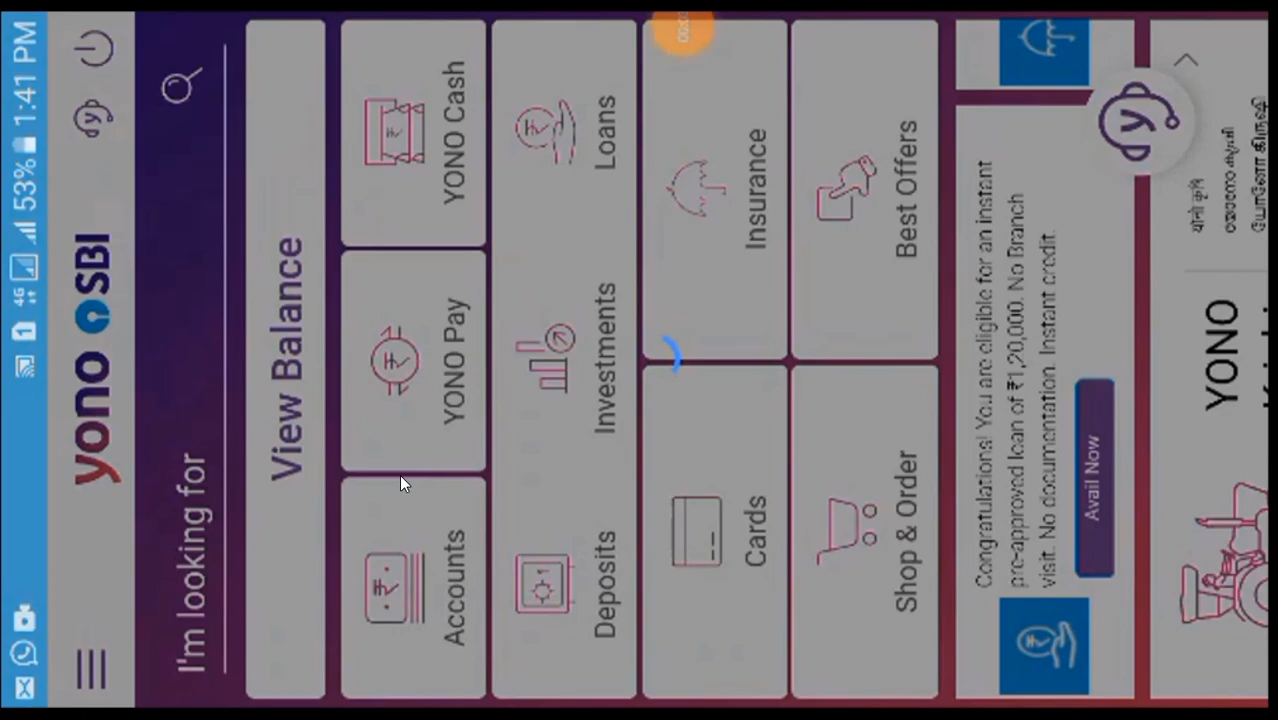 4G 53% 1:41 PM
yono SBI
I'm looking for
View Balance
Accounts
YONO Pay
YONO Cash
Deposits
Investments
Loans
Cards
Insurance
Shop & Order
Best Offers
Congratulations! You are eligible for an instant
pre-approved loan of ₹1,20,000. No Branch
visit. No documentation. Instant credit.
Avail Now
YONO
योनो कृषि